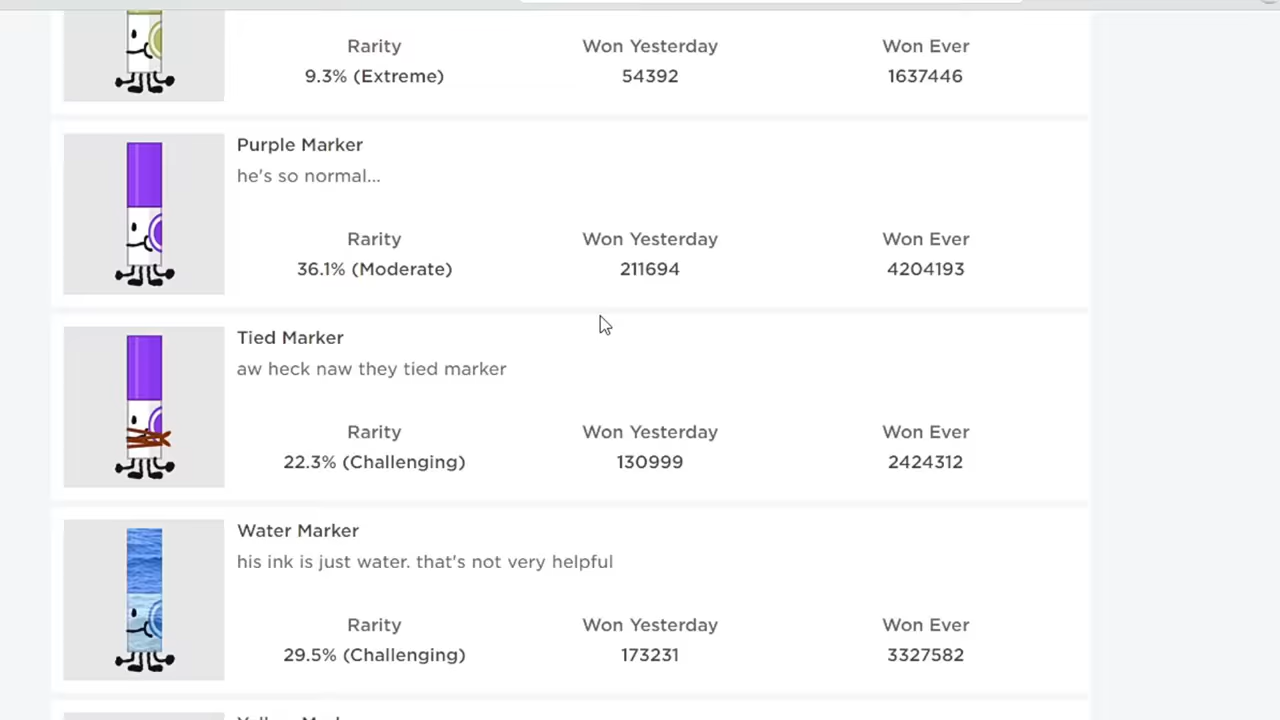 Rarity Won Yesterday Won Ever
9.3% (Extreme) 54392 1637446
Purple Marker
he's so normal...
Rarity Won Yesterday Won Ever
36.1% (Moderate) 211694 4204193
Tied Marker
aw heck naw they tied marker
Rarity Won Yesterday Won Ever
22.3% (Challenging) 130999 2424312
Water Marker
his ink is just water. that's not very helpful
Rarity Won Yesterday Won Ever
29.5% (Challenging) 173231 3327582